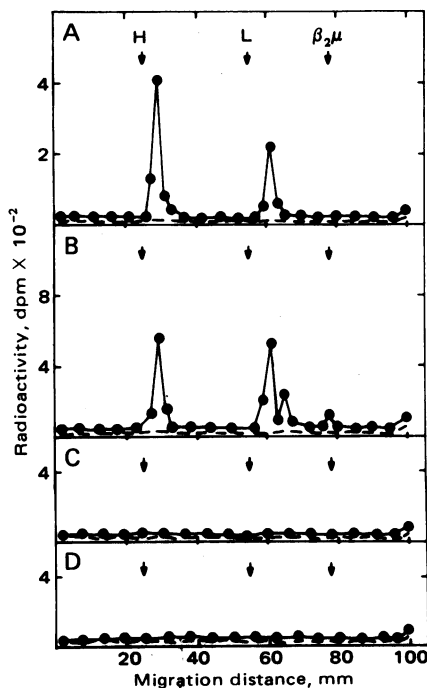 A
H
L
β₂μ
4
2
B
8
4
C
4
D
4
20
40
60
80
100
Radioactivity, dpm X 10⁻²
Migration distance, mm